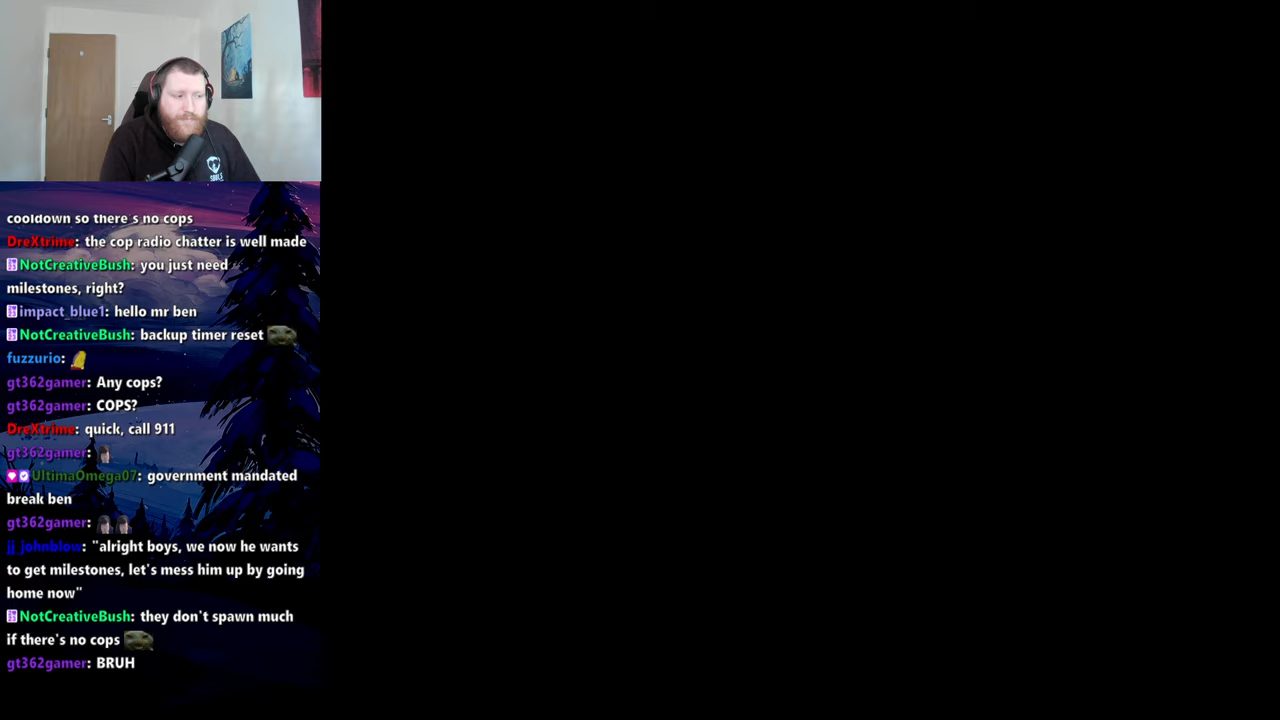 cooldown so there's no cops
DreXtrime: the cop radio chatter is well made
NotCreativeBush: you just need
milestones, right?
impact_blue1: hello mr ben
NotCreativeBush: backup timer reset
fuzzurio:
gt362gamer: Any cops?
gt362gamer: COPS?
DreXtrime: quick, call 911
gt362gamer:
UltimaOmega07: government mandated
break ben
gt362gamer:
jj_johnblow: "alright boys, we now he wants
to get milestones, let's mess him up by going
home now"
NotCreativeBush: they don't spawn much
if there's no cops
gt362gamer: BRUH